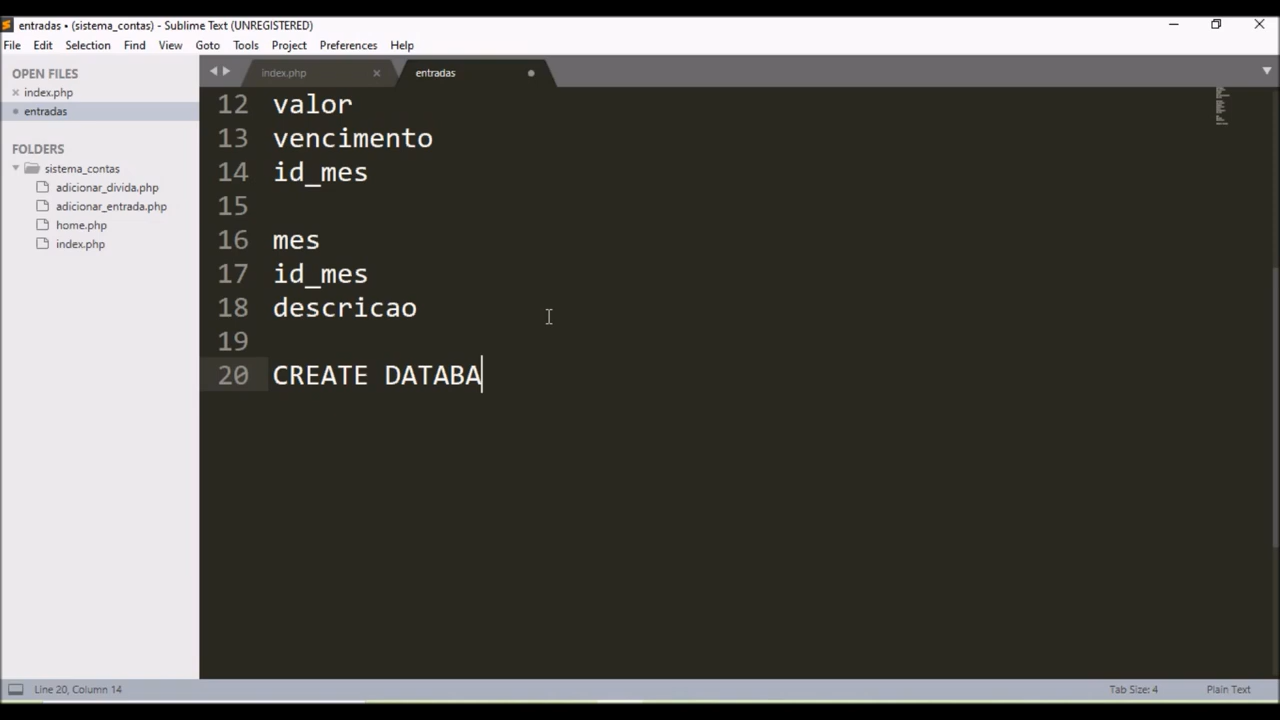 entradas • (sistema_contas) - Sublime Text (UNREGISTERED)
File Edit Selection Find View Goto Tools Project Preferences Help
OPEN FILES
index.php
entradas
FOLDERS
sistema_contas
adicionar_divida.php
adicionar_entrada.php
home.php
index.php
index.php entradas
12 valor
13 vencimento
14 id_mes
15
16 mes
17 id_mes
18 descricao
19
20 CREATE DATABA
Line 20, Column 14 Tab Size: 4 Plain Text